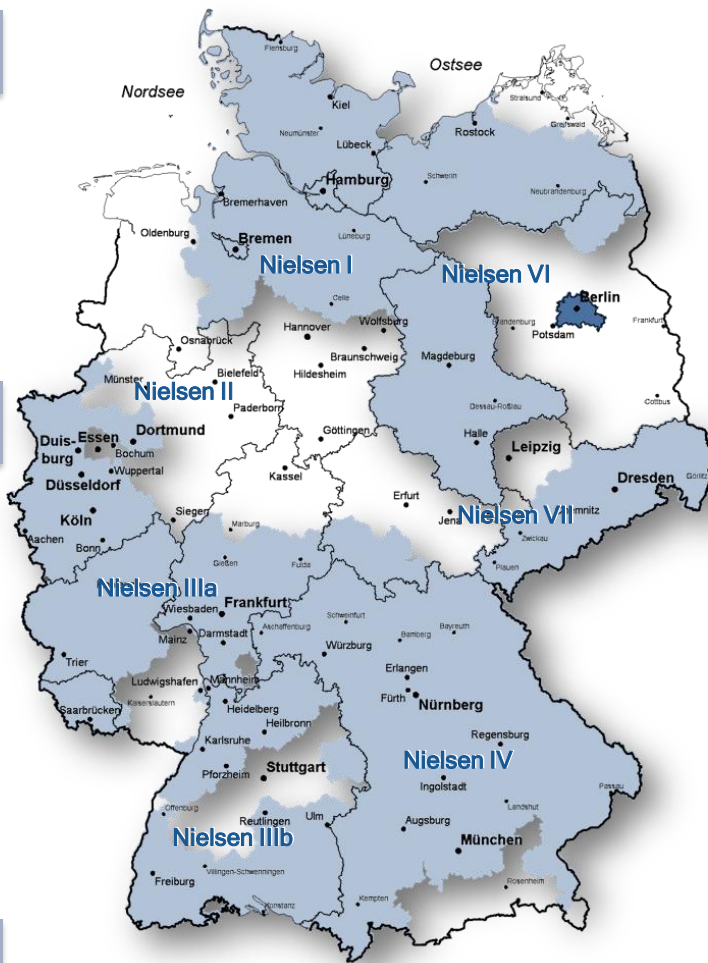 Flensburg
Ostsee
Nordsee
Kiel
Stralsund
Greifswald
Neumünster
Rostock
Lübeck
Schwerin
Hamburg
Neubrandenburg
Bremerhaven
Lüneburg
Oldenburg
Bremen
Nielsen I
Nielsen VI
Celle
Berlin
Hannover
Wolfsburg
Brandenburg
Potsdam
Frankfurt
Osnabrück
Braunschweig
Münster
Bielefeld
Hildesheim
Magdeburg
Nielsen II
Paderborn
Dessau-Roßlau
Cottbus
Essen
Dortmund
Göttingen
Halle
Duis-
burg
Bochum
Wuppertal
Leipzig
Düsseldorf
Kassel
Dresden
Görlitz
Köln
Siegen
Erfurt
Jena
Nielsen VII
Aachen
Bonn
Marburg
Zwickau
Gießen
Fulda
Plauen
Nielsen IIIa
Wiesbaden
Frankfurt
Mainz
Darmstadt
Aschaffenburg
Schweinfurt
Bamberg
Bayreuth
Trier
Würzburg
Erlangen
Ludwigshafen
Mannheim
Fürth
Nürnberg
Kaiserslautern
Saarbrücken
Heidelberg
Heilbronn
Karlsruhe
Regensburg
Pforzheim
Stuttgart
Nielsen IV
Ingolstadt
Passau
Offenburg
Reutlingen
Ulm
Landshut
Nielsen IIIb
Augsburg
München
Villingen-Schwenningen
Freiburg
Rosenheim
Konstanz
Kempten